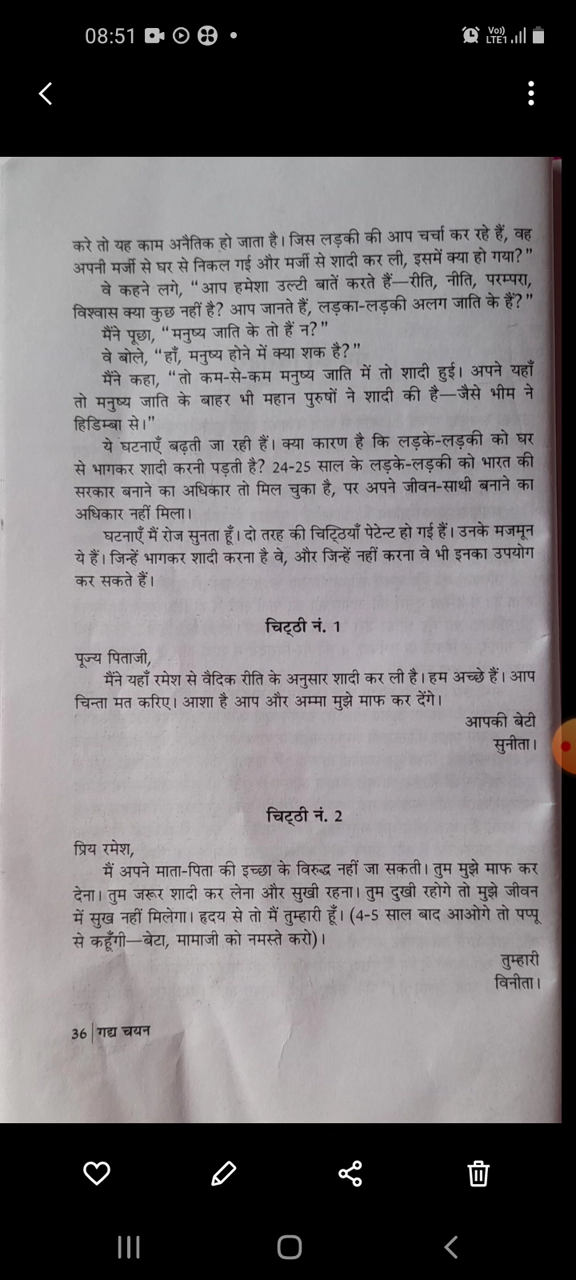 08:51
Vo))
LTE1
करे तो यह काम अनैतिक हो जाता है। जिस लड़की की आप चर्चा कर रहे हैं, वह
अपनी मर्जी से घर से निकल गई और मर्जी से शादी कर ली, इसमें क्या हो गया?”
वे कहने लगे, “आप हमेशा उल्टी बातें करते हैं—रीति, नीति, परम्परा,
विश्वास क्या कुछ नहीं है? आप जानते हैं, लड़का-लड़की अलग जाति के हैं?”
मैंने पूछा, “मनुष्य जाति के तो हैं न?”
वे बोले, “हाँ, मनुष्य होने में क्या शक है?”
मैंने कहा, “तो कम-से-कम मनुष्य जाति में तो शादी हुई। अपने यहाँ
तो मनुष्य जाति के बाहर भी महान पुरुषों ने शादी की है—जैसे भीम ने
हिडिम्बा से।”
ये घटनाएँ बढ़ती जा रही हैं। क्या कारण है कि लड़के-लड़की को घर
से भागकर शादी करनी पड़ती है? 24-25 साल के लड़के-लड़की को भारत की
सरकार बनाने का अधिकार तो मिल चुका है, पर अपने जीवन-साथी बनाने का
अधिकार नहीं मिला।
घटनाएँ मैं रोज सुनता हूँ। दो तरह की चिट्ठियाँ पेटेन्ट हो गई हैं। उनके मजमून
ये हैं। जिन्हें भागकर शादी करना है वे, और जिन्हें नहीं करना वे भी इनका उपयोग
कर सकते हैं।
चिट्ठी नं. 1
पूज्य पिताजी,
मैंने यहाँ रमेश से वैदिक रीति के अनुसार शादी कर ली है। हम अच्छे हैं। आप
चिन्ता मत करिए। आशा है आप और अम्मा मुझे माफ कर देंगे।
आपकी बेटी
सुनीता।
चिट्ठी नं. 2
प्रिय रमेश,
मैं अपने माता-पिता की इच्छा के विरुद्ध नहीं जा सकती। तुम मुझे माफ कर
देना। तुम जरूर शादी कर लेना और सुखी रहना। तुम दुखी रहोगे तो मुझे जीवन
में सुख नहीं मिलेगा। हृदय से तो मैं तुम्हारी हूँ। (4-5 साल बाद आओगे तो पप्पू
से कहूँगी—बेटा, मामाजी को नमस्ते करो)।
तुम्हारी
विनीता।
36 | गद्य चयन